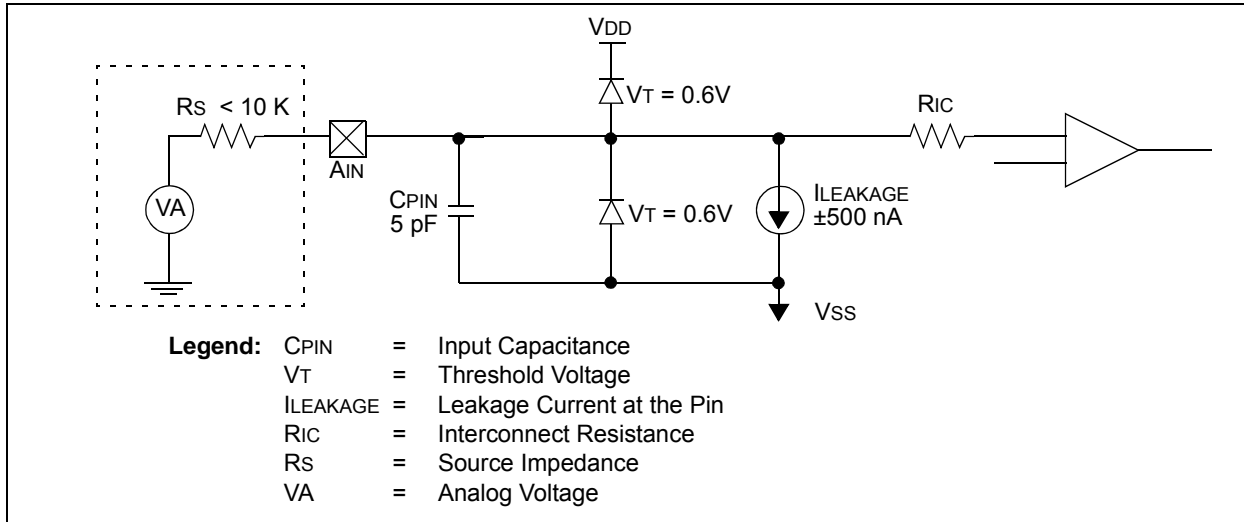 VDD
RS < 10 K
VT = 0.6V
RIC
AIN
VA
CPIN
5 pF
VT = 0.6V
ILEAKAGE
±500 nA
VSS
Legend: CPIN = Input Capacitance
VT = Threshold Voltage
ILEAKAGE = Leakage Current at the Pin
RIC = Interconnect Resistance
RS = Source Impedance
VA = Analog Voltage